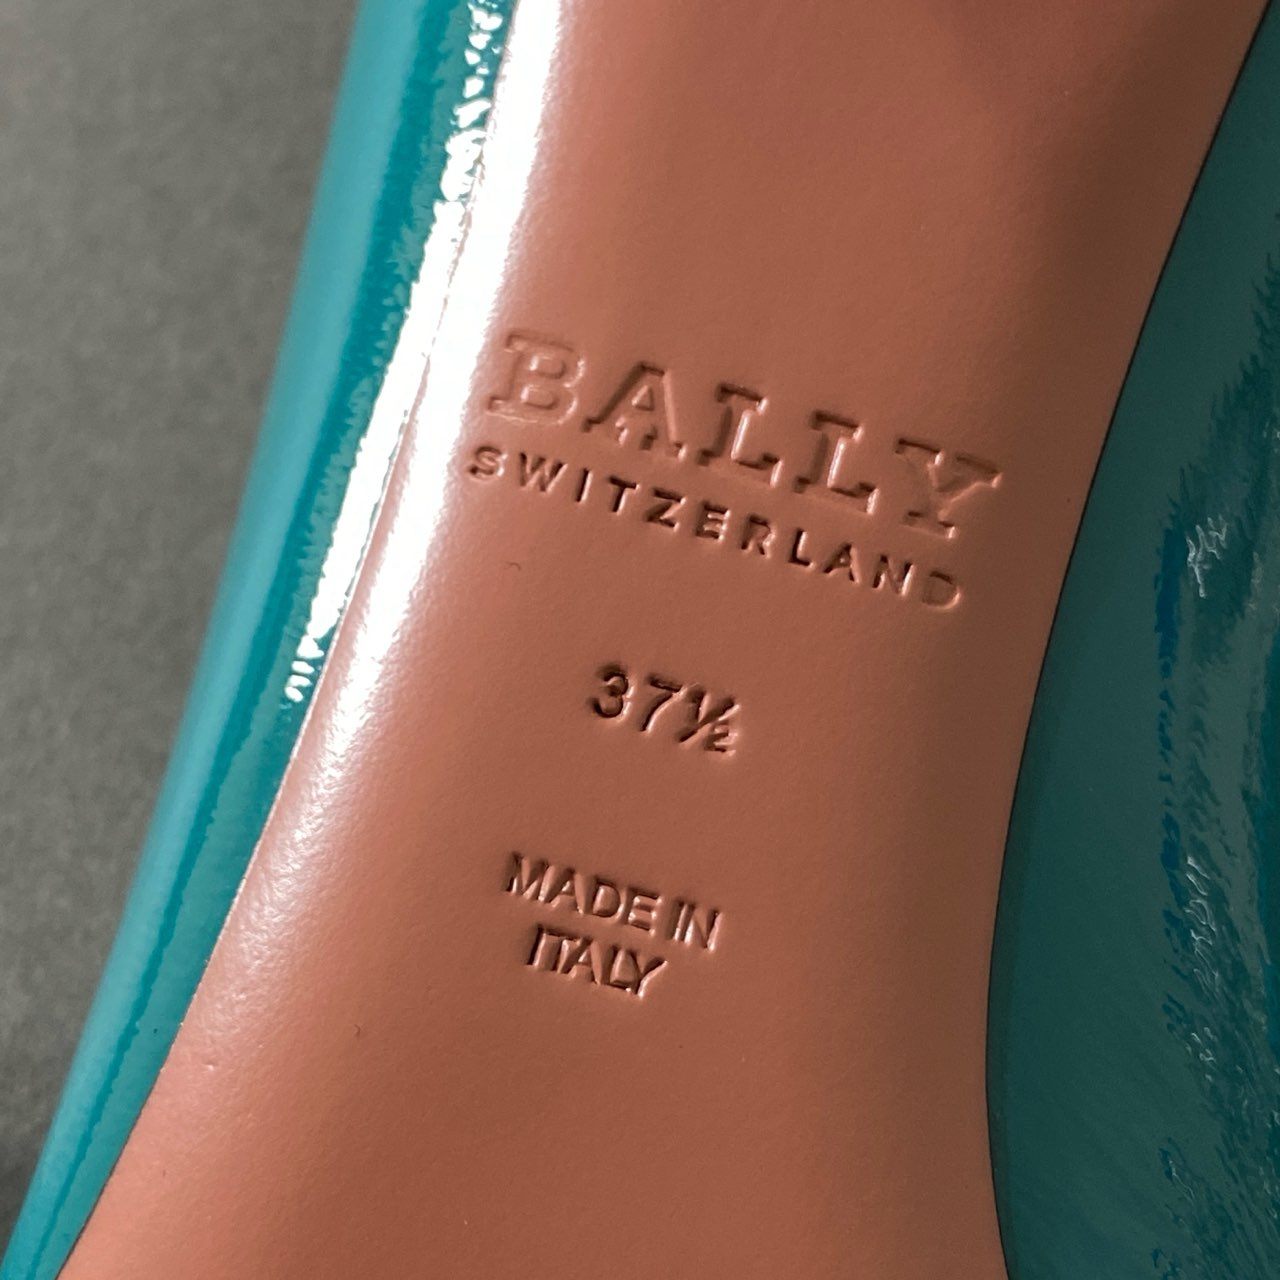 BALLY
SWITZERLAND
37½
MADE IN
ITALY